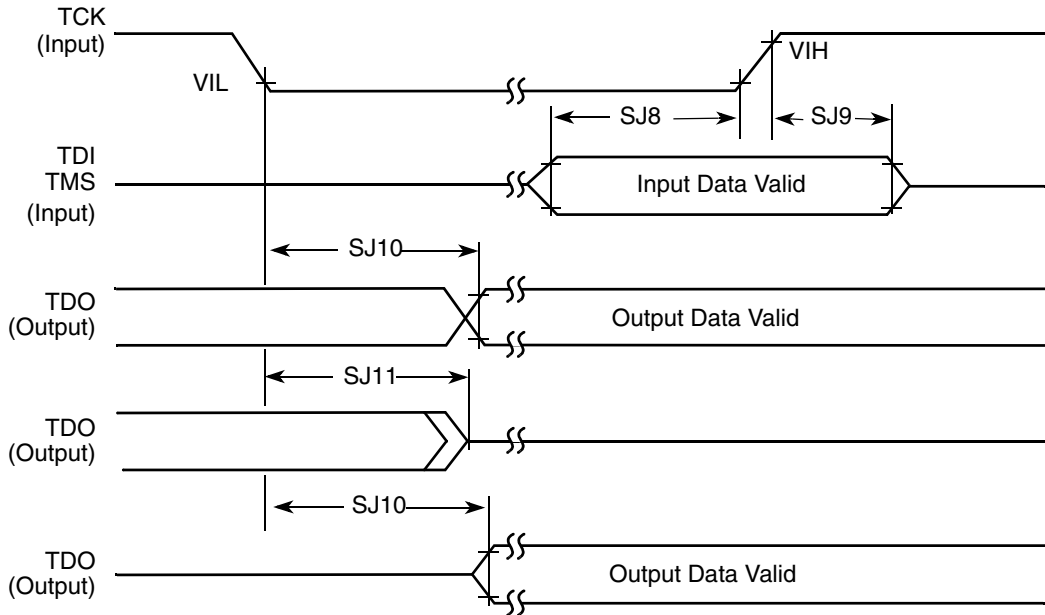 TCK
(Input)
VIL
VIH
SJ8
SJ9
TDI
TMS
(Input)
Input Data Valid
SJ10
TDO
(Output)
Output Data Valid
SJ11
TDO
(Output)
SJ10
TDO
(Output)
Output Data Valid